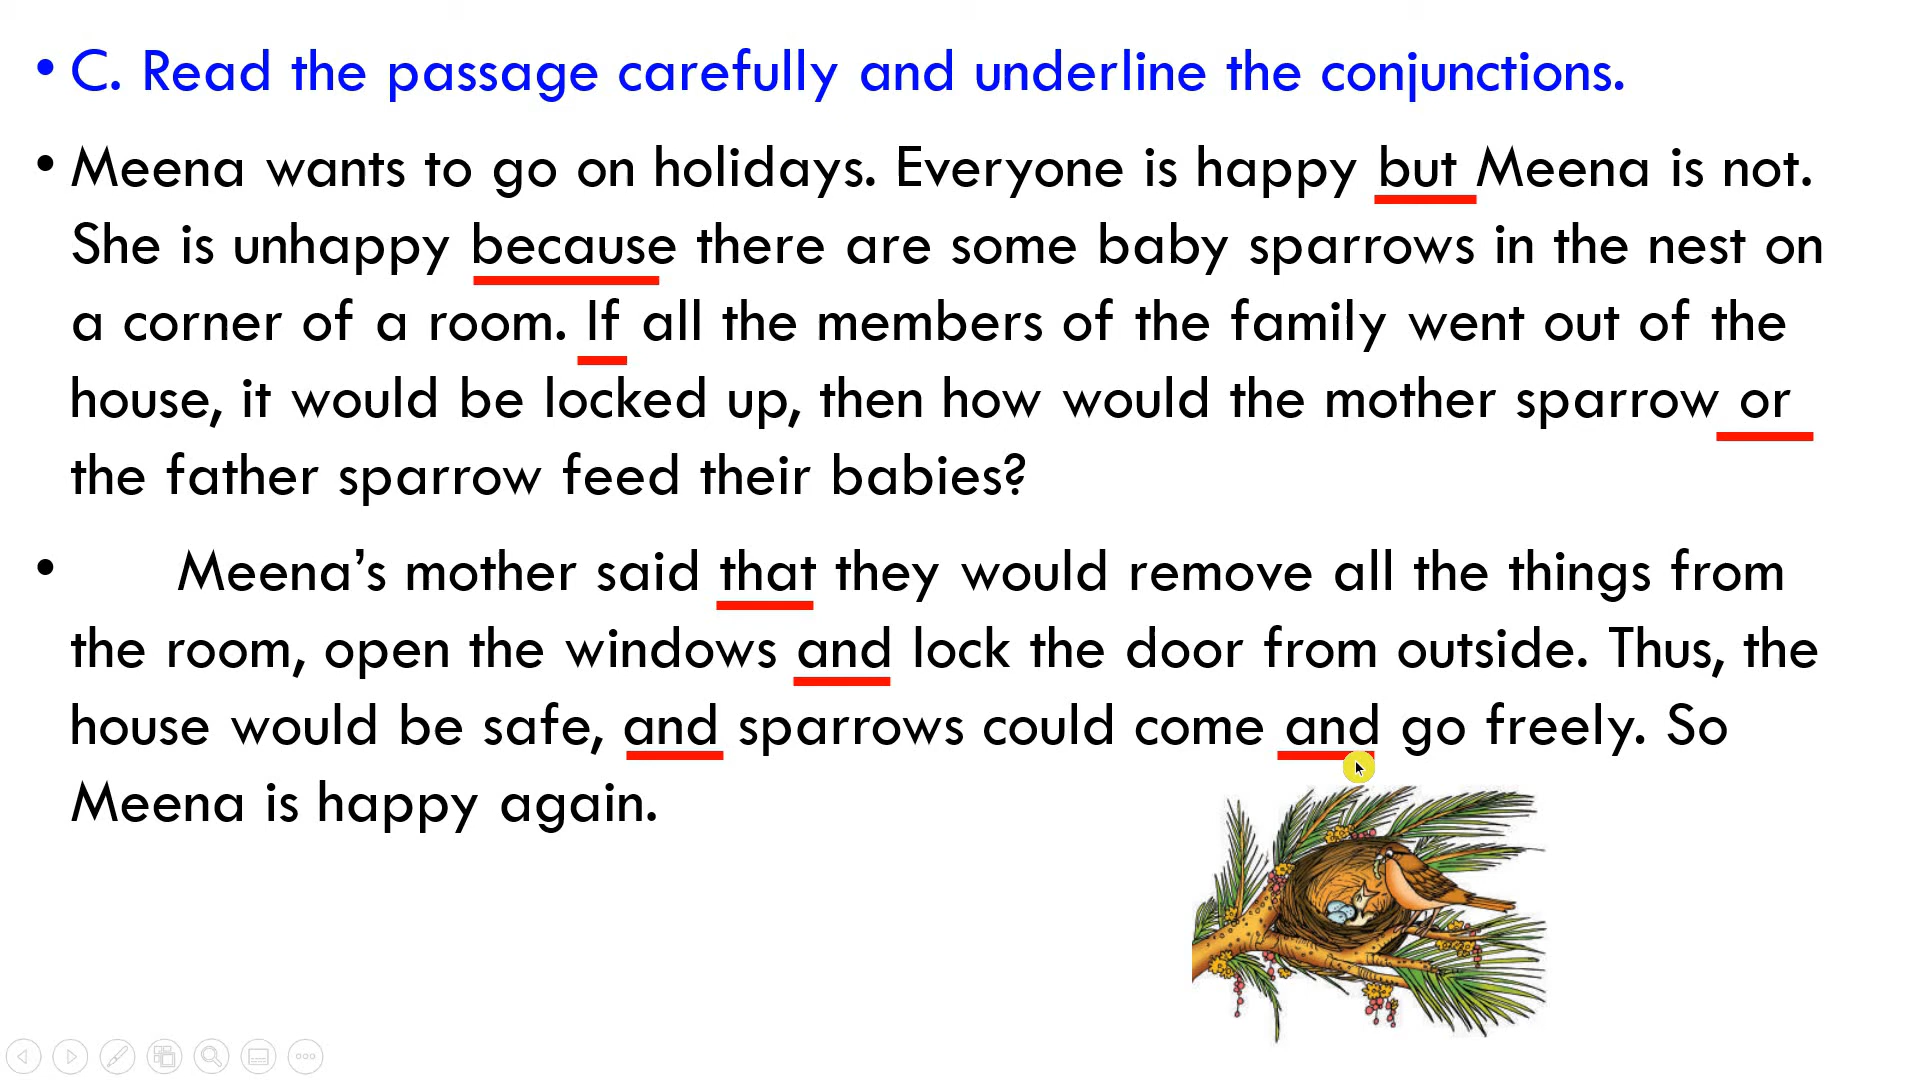 • C. Read the passage carefully and underline the conjunctions.
• Meena wants to go on holidays. Everyone is happy but Meena is not.
She is unhappy because there are some baby sparrows in the nest on
a corner of a room. If all the members of the family went out of the
house, it would be locked up, then how would the mother sparrow or
the father sparrow feed their babies?
• Meena’s mother said that they would remove all the things from
the room, open the windows and lock the door from outside. Thus, the
house would be safe, and sparrows could come and go freely. So
Meena is happy again.